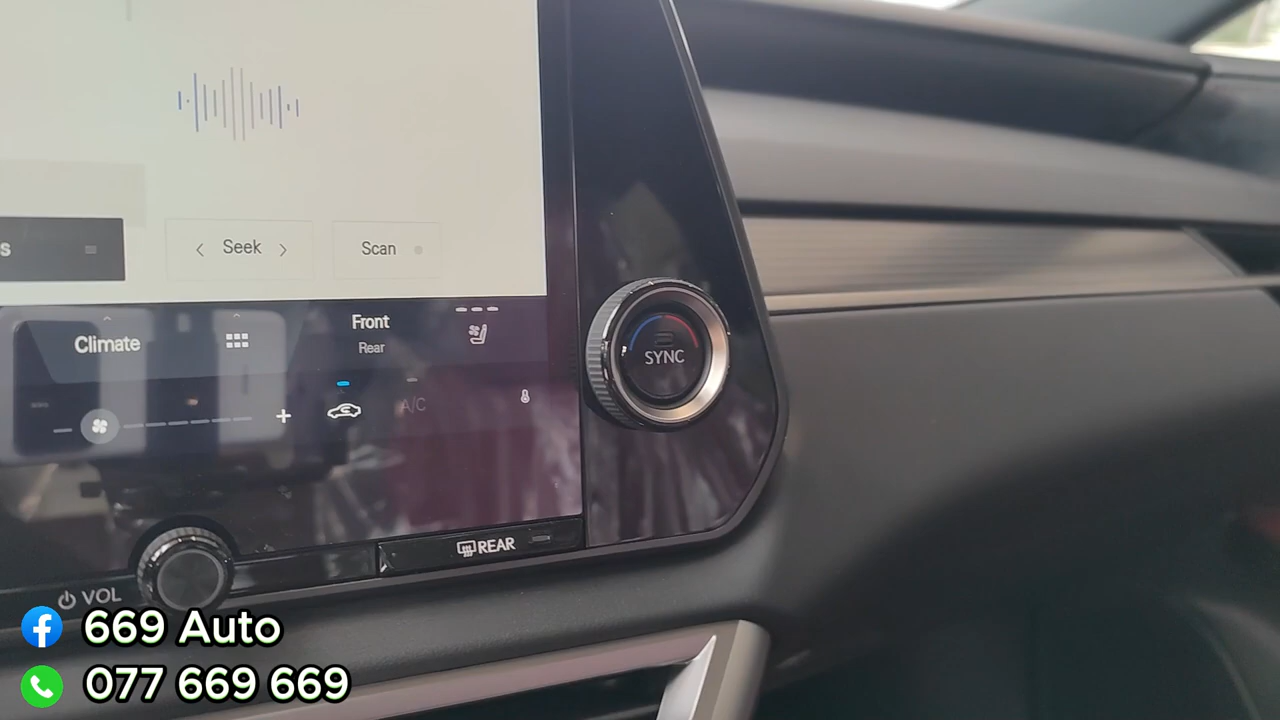 s
Seek
Scan
Climate
Front
Rear
A/C
SYNC
REAR
VOL
669 Auto
077 669 669